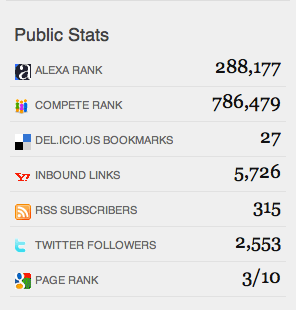 Public Stats
ALEXA RANK 288,177
COMPETE RANK 786,479
DEL.ICIO.US BOOKMARKS 27
INBOUND LINKS 5,726
RSS SUBSCRIBERS 315
TWITTER FOLLOWERS 2,553
PAGE RANK 3/10